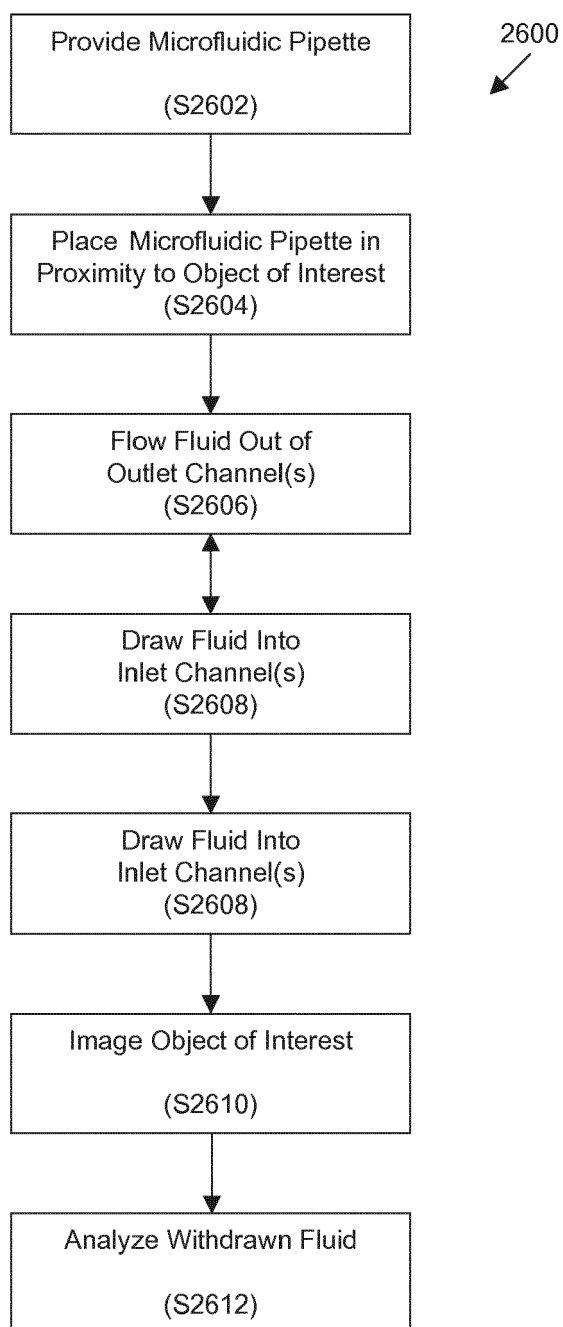 Provide Microfluidic Pipette
2600
(S2602)
Place Microfluidic Pipette in
Proximity to Object of Interest
(S2604)
Flow Fluid Out of
Outlet Channel(s)
(S2606)
Draw Fluid Into
Inlet Channel(s)
(S2608)
Draw Fluid Into
Inlet Channel(s)
(S2608)
Image Object of Interest
(S2610)
Analyze Withdrawn Fluid
(S2612)